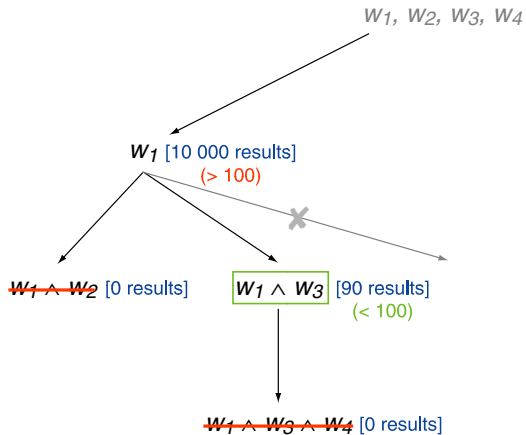 w1, w2, w3, w4
w1 [10 000 results]
(> 100)
w1 ∧ w2 [0 results]
w1 ∧ w3 [90 results]
(< 100)
w1 ∧ w3 ∧ w4 [0 results]